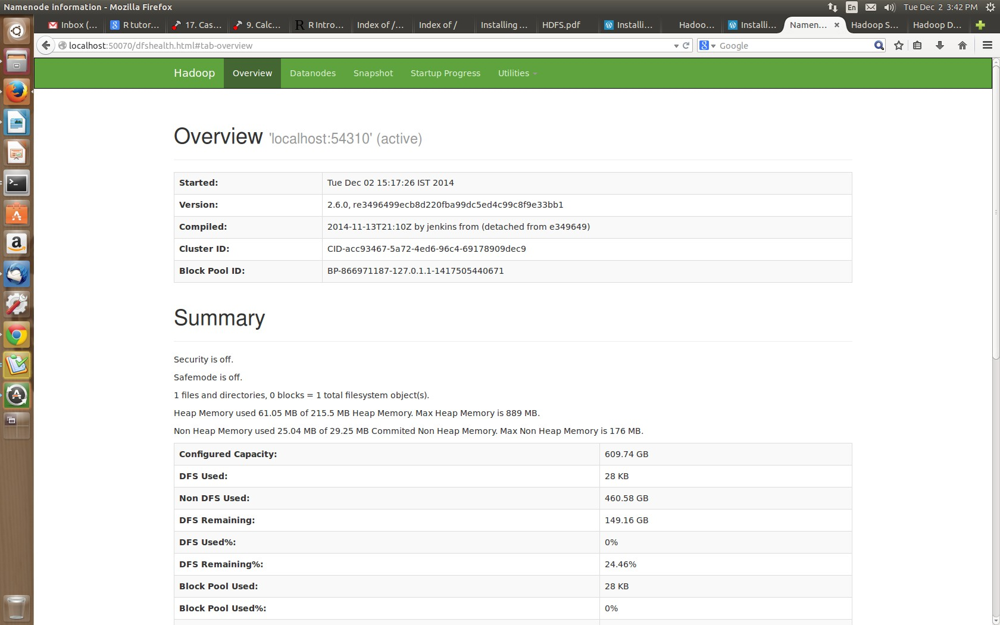 Namenode information - Mozilla Firefox
En
Tue Dec 2 3:42 PM
Inbox (...
R tutor...
17. Cas...
9. Calc...
R Intro...
Index of /...
Index of /
Installing ...
HDFS.pdf
Installi...
Hadoo...
Installi...
Namen...
Hadoop S...
Hadoop D...
localhost:50070/dfshealth.html#tab-overview
Google
Hadoop
Overview
Datanodes
Snapshot
Startup Progress
Utilities
Overview 'localhost:54310' (active)
Started: Tue Dec 02 15:17:26 IST 2014
Version: 2.6.0, re3496499ecb8d220fba99dc5ed4c99c8f9e33bb1
Compiled: 2014-11-13T21:10Z by jenkins from (detached from e349649)
Cluster ID: CID-acc93467-5a72-4ed6-96c4-69178909dec9
Block Pool ID: BP-866971187-127.0.1.1-1417505440671
Summary
Security is off.
Safemode is off.
1 files and directories, 0 blocks = 1 total filesystem object(s).
Heap Memory used 61.05 MB of 215.5 MB Heap Memory. Max Heap Memory is 889 MB.
Non Heap Memory used 25.04 MB of 29.25 MB Commited Non Heap Memory. Max Non Heap Memory is 176 MB.
Configured Capacity: 609.74 GB
DFS Used: 28 KB
Non DFS Used: 460.58 GB
DFS Remaining: 149.16 GB
DFS Used%: 0%
DFS Remaining%: 24.46%
Block Pool Used: 28 KB
Block Pool Used%: 0%